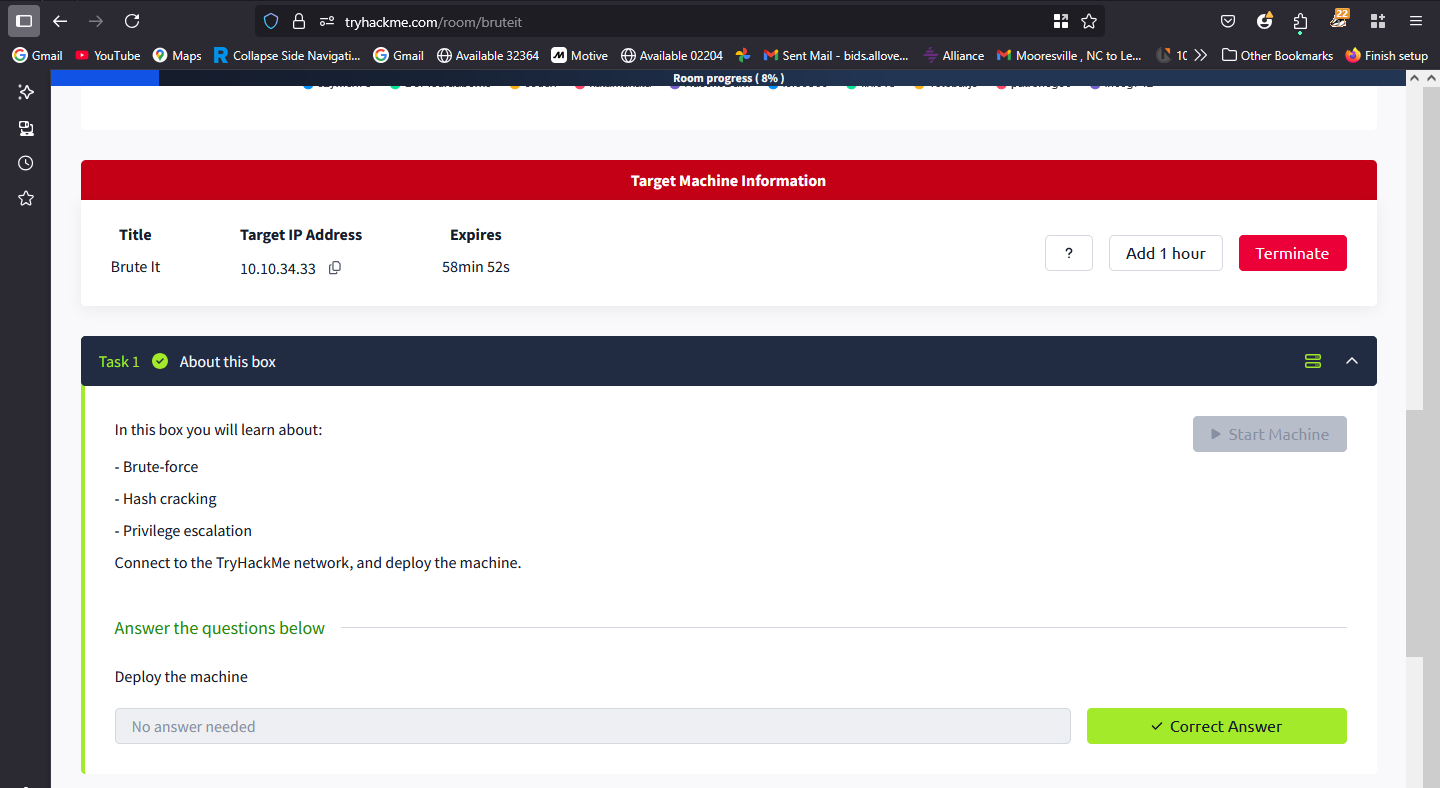 tryhackme.com/room/bruteit
22
Gmail YouTube Maps Collapse Side Navigati... Gmail Available 32364 Motive Available 02204 Sent Mail - bids.allove... Alliance Mooresville , NC to Le... 10 Other Bookmarks Finish setup
Room progress ( 8% )
Target Machine Information
Title Target IP Address Expires
Brute It 10.10.34.33 58min 52s ? Add 1 hour Terminate
Task 1 About this box
In this box you will learn about: Start Machine
- Brute-force
- Hash cracking
- Privilege escalation
Connect to the TryHackMe network, and deploy the machine.
Answer the questions below
Deploy the machine
No answer needed Correct Answer